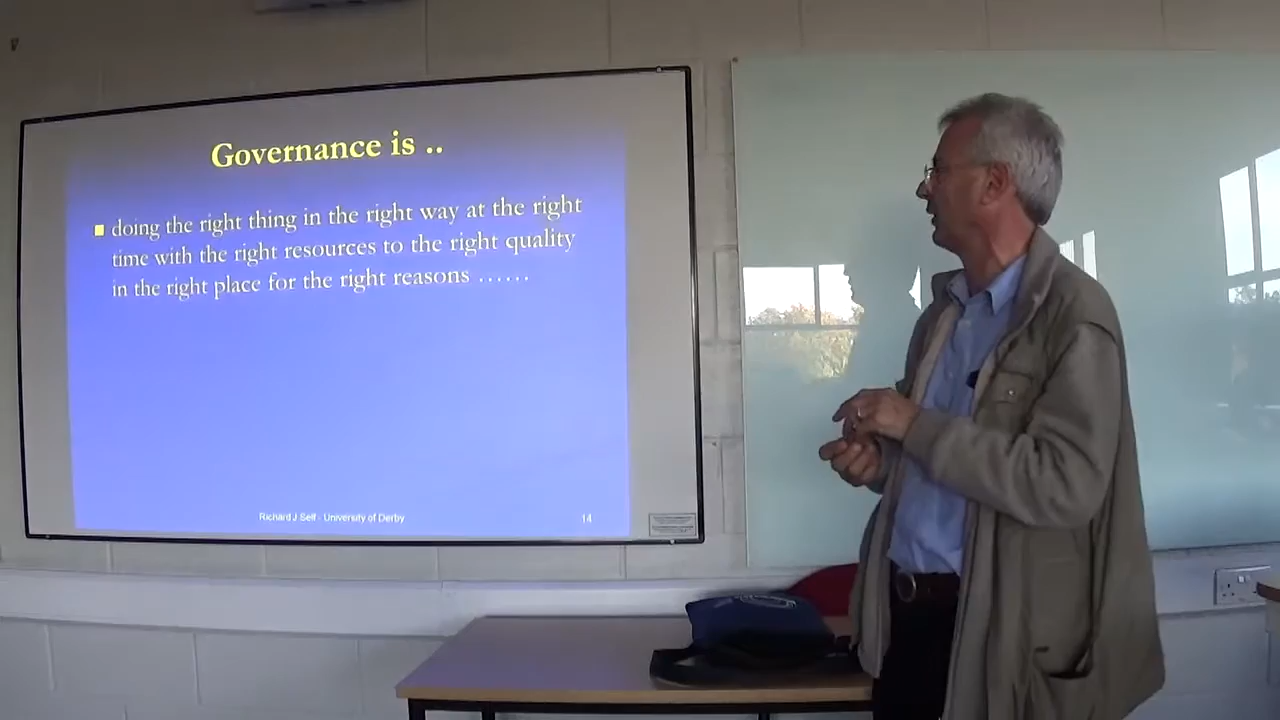 Governance is ..
doing the right thing in the right way at the right
time with the right resources to the right quality
in the right place for the right reasons ......
Richard J Self - University of Derby
14